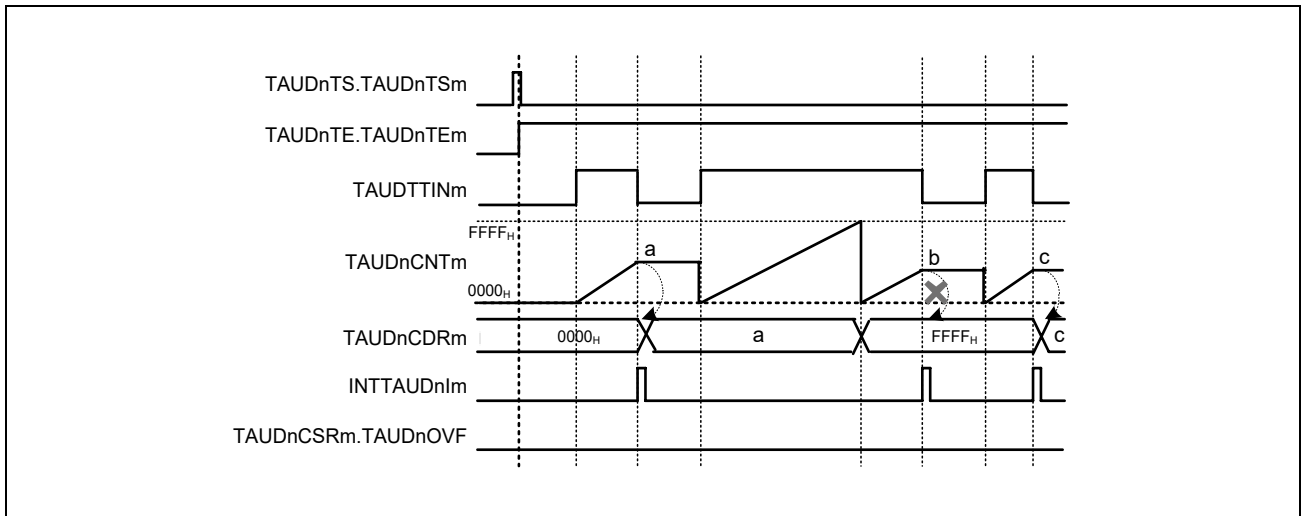 TAUDnTS.TAUDnTSm
TAUDnTE.TAUDnTEm
TAUDTTINm
FFFFH
TAUDnCNTm
a
b
c
0000H
TAUDnCDRm
0000H
a
FFFFH
c
INTTAUDnIm
TAUDnCSRm.TAUDnOVF